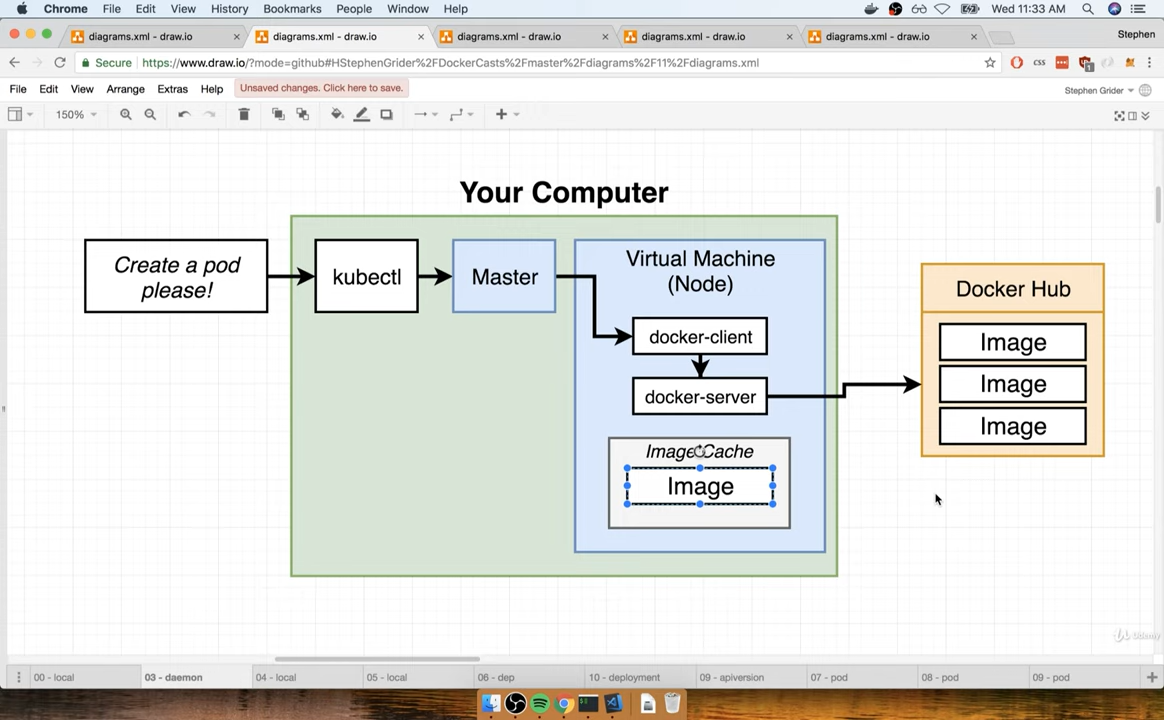 Chrome File Edit View History Bookmarks People Window Help Wed 11:33 AM
diagrams.xml - draw.io diagrams.xml - draw.io diagrams.xml - draw.io diagrams.xml - draw.io diagrams.xml - draw.io Stephen
Secure https://www.draw.io/?mode=github#HStephenGrider%2FDockerCasts%2Fmaster%2Fdiagrams%2F11%2Fdiagrams.xml css 1
File Edit View Arrange Extras Help Unsaved changes. Click here to save. Stephen Grider
150%
Your Computer
Create a pod
please!
kubectl
Master
Virtual Machine
(Node)
docker-client
docker-server
Image Cache
Image
Docker Hub
Image
Image
Image
Udemy
00 - local 03 - daemon 04 - local 05 - local 06 - dep 10 - deployment 09 - apiversion 07 - pod 08 - pod 09 - pod